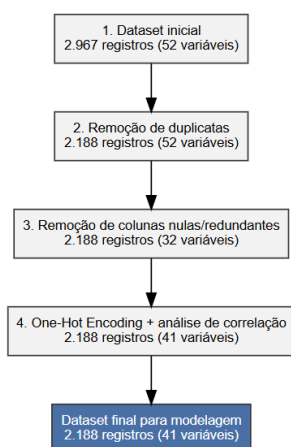 1. Dataset inicial
2.967 registros (52 variáveis)
2. Remoção de duplicatas
2.188 registros (52 variáveis)
3. Remoção de colunas nulas/redundantes
2.188 registros (32 variáveis)
4. One-Hot Encoding + análise de correlação
2.188 registros (41 variáveis)
Dataset final para modelagem
2.188 registros (41 variáveis)